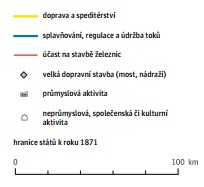 doprava a speditérství
splavňování, regulace a údržba toků
účast na stavbě železnic
velká dopravní stavba (most, nádraží)
průmyslová aktivita
neprůmyslová, společenská či kulturní
aktivita
hranice států k roku 1871
0 100 km